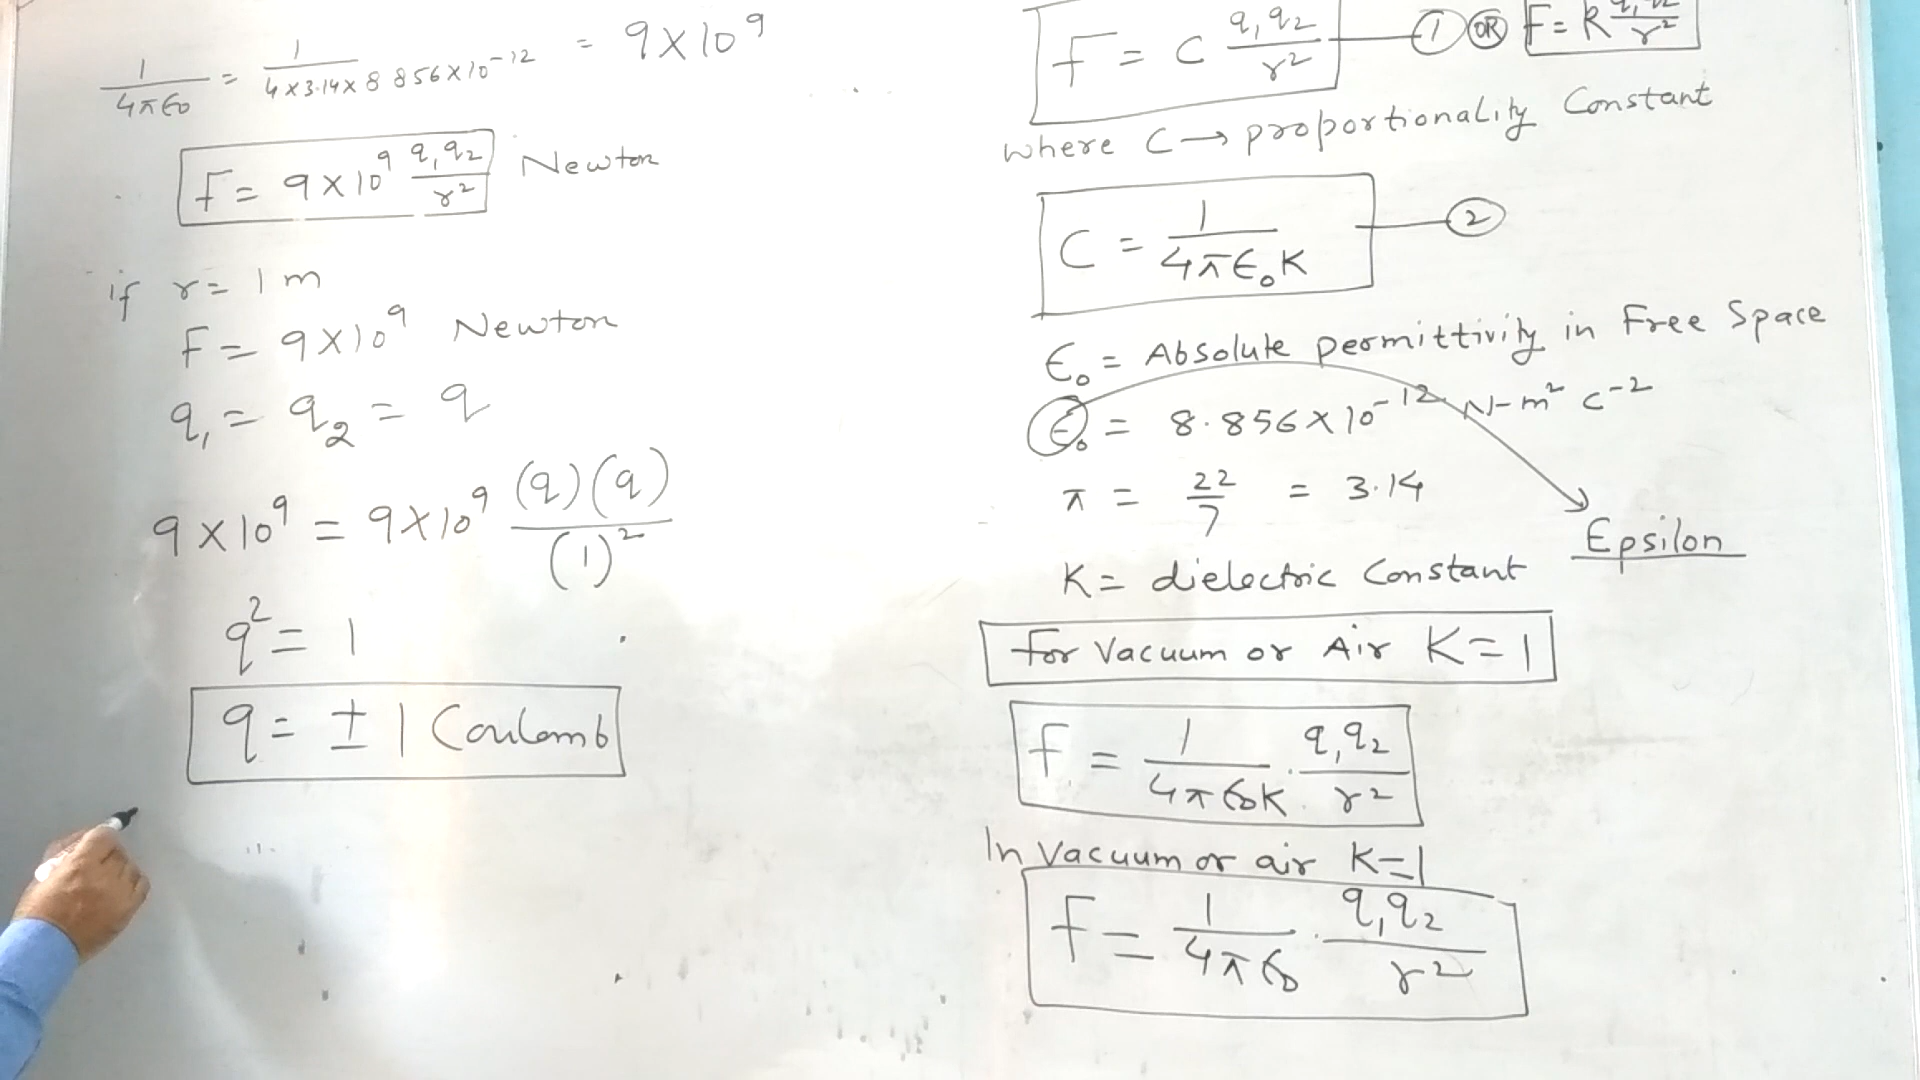 1/4πϵ₀ = 1/4×3.14×8 856×10⁻¹² = 9×10⁹
F = 9×10⁹ q₁q₂/r² Newton
if r = 1 m
F = 9×10⁹ Newton
q₁ = q₂ = q
9×10⁹ = 9×10⁹ (q)(q)/(1)²
q² = 1
q = ± 1 Coulomb
F = C q₁q₂/r² ① OR F = K q₁q₂/r²
where C → proportionality Constant
C = 1/4πϵ₀K ②
ϵ₀ = Absolute permittivity in Free Space
ϵ₀ = 8.856×10⁻¹² N-m² C⁻²
π = 22/7 = 3.14
Epsilon
K = dielectric Constant
For Vacuum or Air K = 1
F = 1/4πϵ₀K . q₁q₂/r²
In Vacuum or air K=1
F = 1/4πϵ₀ . q₁q₂/r²